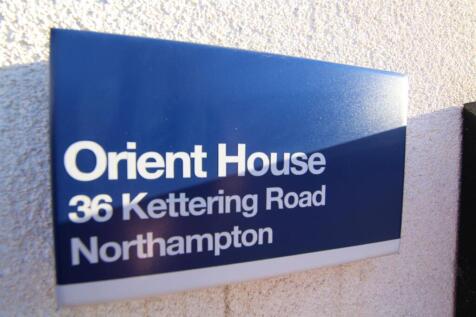 Orient House
36 Kettering Road
Northampton